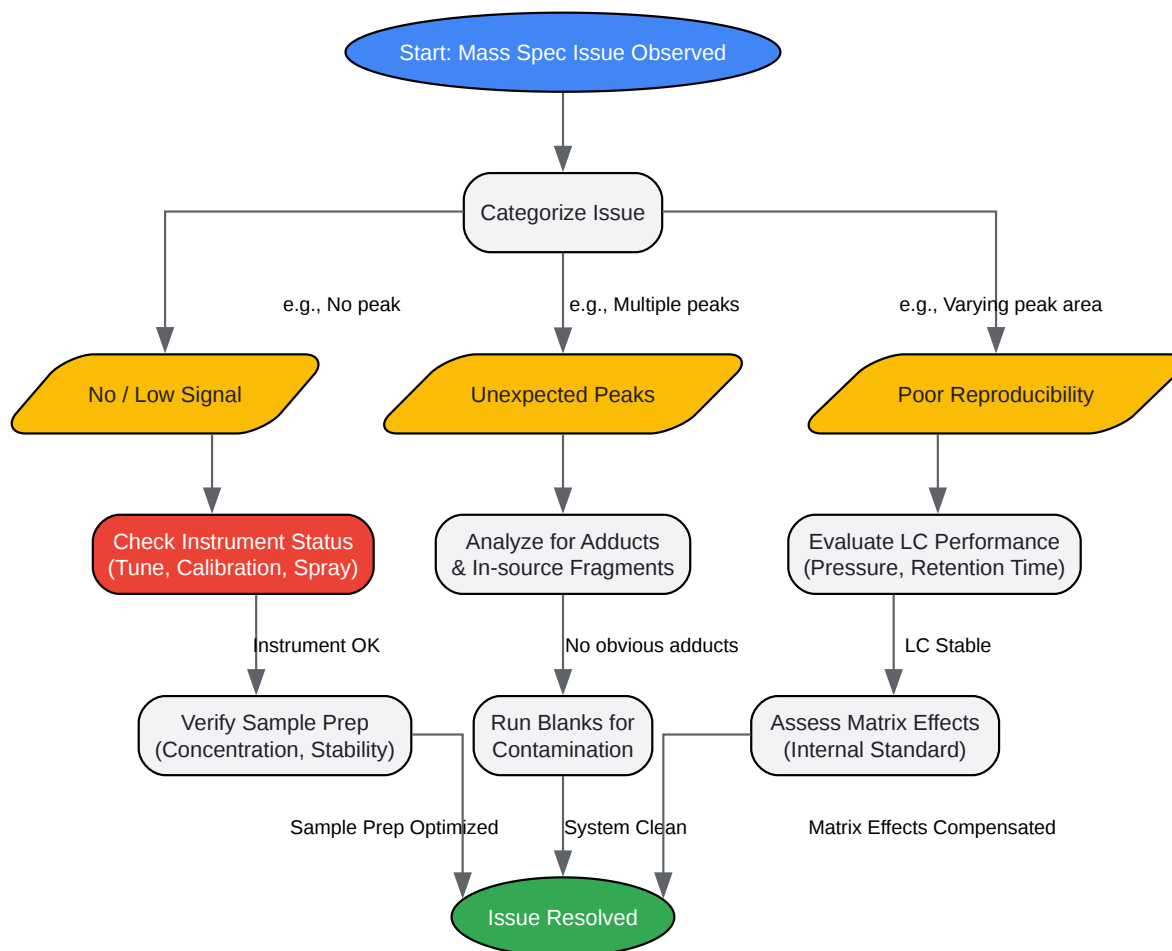 Start: Mass Spec Issue Observed
Categorize Issue
e.g., No peak
e.g., Multiple peaks
e.g., Varying peak area
No / Low Signal
Unexpected Peaks
Poor Reproducibility
Check Instrument Status
(Tune, Calibration, Spray)
Analyze for Adducts
& In-source Fragments
Evaluate LC Performance
(Pressure, Retention Time)
Instrument OK
No obvious adducts
LC Stable
Verify Sample Prep
(Concentration, Stability)
Run Blanks for
Contamination
Assess Matrix Effects
(Internal Standard)
Sample Prep Optimized
System Clean
Matrix Effects Compensated
Issue Resolved